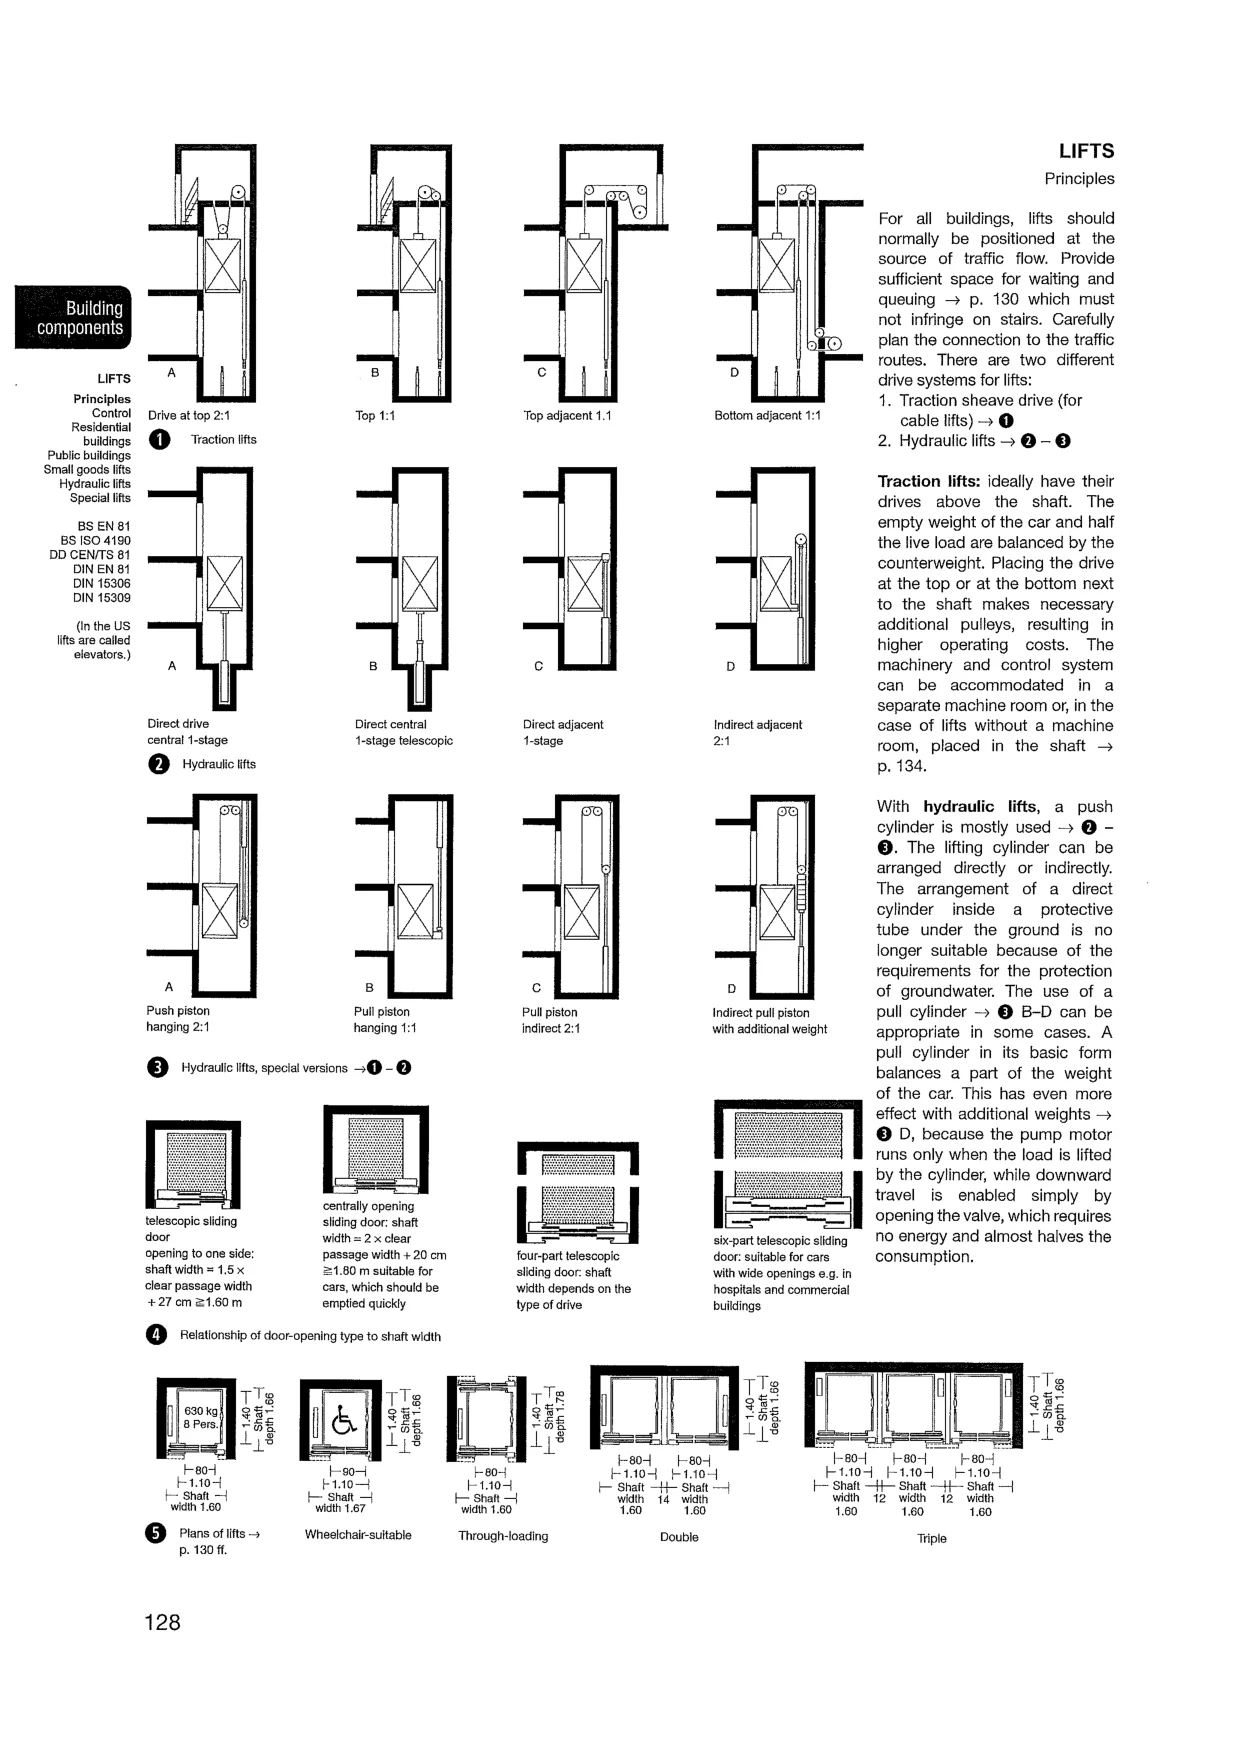 LIFTS
Principles
For all buildings, lifts should
normally be positioned at the
source of traffic flow. Provide
sufficient space for waiting and
queuing → p. 130 which must
not infringe on stairs. Carefully
plan the connection to the traffic
routes. There are two different
drive systems for lifts:
1. Traction sheave drive (for
cable lifts) → ❶
2. Hydraulic lifts → ❷ – ❸
Traction lifts: ideally have their
drives above the shaft. The
empty weight of the car and half
the live load are balanced by the
counterweight. Placing the drive
at the top or at the bottom next
to the shaft makes necessary
additional pulleys, resulting in
higher operating costs. The
machinery and control system
can be accommodated in a
separate machine room or, in the
case of lifts without a machine
room, placed in the shaft →
p. 134.
With hydraulic lifts, a push
cylinder is mostly used → ❷ –
❸. The lifting cylinder can be
arranged directly or indirectly.
The arrangement of a direct
cylinder inside a protective
tube under the ground is no
longer suitable because of the
requirements for the protection
of groundwater. The use of a
pull cylinder → ❸ B–D can be
appropriate in some cases. A
pull cylinder in its basic form
balances a part of the weight
of the car. This has even more
effect with additional weights →
❸ D, because the pump motor
runs only when the load is lifted
by the cylinder, while downward
travel is enabled simply by
opening the valve, which requires
no energy and almost halves the
consumption.
Building
components
LIFTS
Principles
Control
Residential
buildings
Public buildings
Small goods lifts
Hydraulic lifts
Special lifts
BS EN 81
BS ISO 4190
DD CEN/TS 81
DIN EN 81
DIN 15306
DIN 15309
(In the US
lifts are called
elevators.)
A
Drive at top 2:1
B
Top 1:1
C
Top adjacent 1.1
D
Bottom adjacent 1:1
❶ Traction lifts
A
Direct drive
central 1-stage
B
Direct central
1-stage telescopic
C
Direct adjacent
1-stage
D
Indirect adjacent
2:1
❷ Hydraulic lifts
A
Push piston
hanging 2:1
B
Pull piston
hanging 1:1
C
Pull piston
indirect 2:1
D
Indirect pull piston
with additional weight
❸ Hydraulic lifts, special versions →❶ – ❷
telescopic sliding
door
opening to one side:
shaft width = 1.5 x
clear passage width
+ 27 cm ≧1.60 m
centrally opening
sliding door: shaft
width = 2 x clear
passage width + 20 cm
≧1.80 m suitable for
cars, which should be
emptied quickly
four-part telescopic
sliding door: shaft
width depends on the
type of drive
six-part telescopic sliding
door: suitable for cars
with wide openings e.g. in
hospitals and commercial
buildings
❹ Relationship of door-opening type to shaft width
630 kg
8 Pers.
1.40
Shaft
depth 1.66
80
1.10
Shaft
width 1.60
❺ Plans of lifts →
p. 130 ff.
1.40
Shaft
depth 1.66
90
1.10
Shaft
width 1.67
Wheelchair-suitable
1.40
Shaft
depth 1.78
80
1.10
Shaft
width 1.60
Through-loading
1.40
Shaft
depth 1.66
80 80
1.10 1.10
Shaft Shaft
width 14 width
1.60 1.60
Double
1.40
Shaft
depth 1.66
80 80 80
1.10 1.10 1.10
Shaft Shaft Shaft
width 12 width 12 width
1.60 1.60 1.60
Triple
128